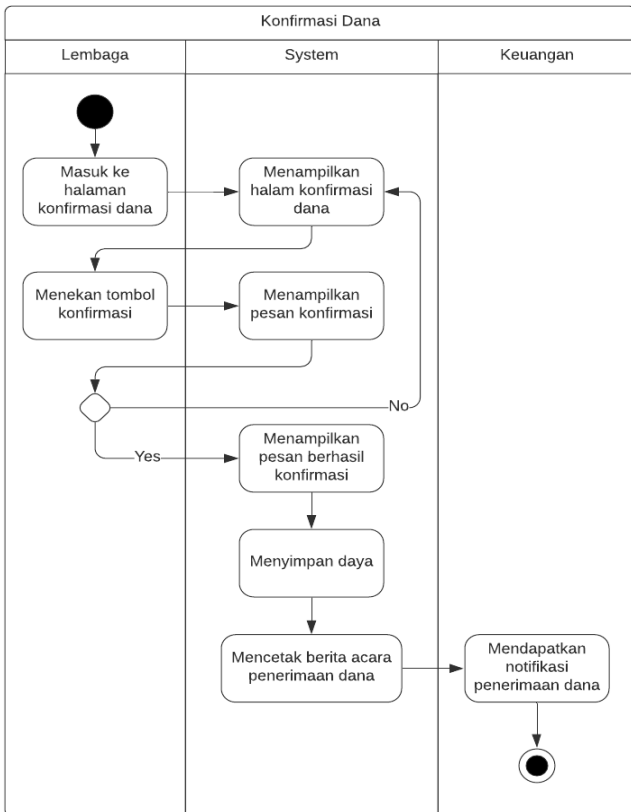 Konfirmasi Dana
Lembaga
System
Keuangan
Masuk ke
halaman
konfirmasi dana
Menampilkan
halam konfirmasi
dana
Menekan tombol
konfirmasi
Menampilkan
pesan konfirmasi
No
Yes
Menampilkan
pesan berhasil
konfirmasi
Menyimpan daya
Mencetak berita acara
penerimaan dana
Mendapatkan
notifikasi
penerimaan dana